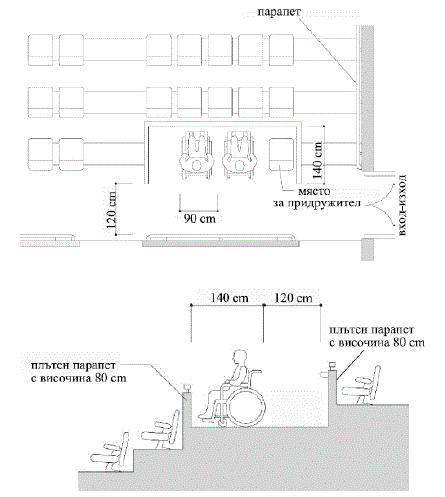 парапет
140 cm
място
за придружител
120 cm
90 cm
вход-изход
140 cm
120 cm
плътен парапет
с височина 80 cm
плътен парапет
с височина 80 cm